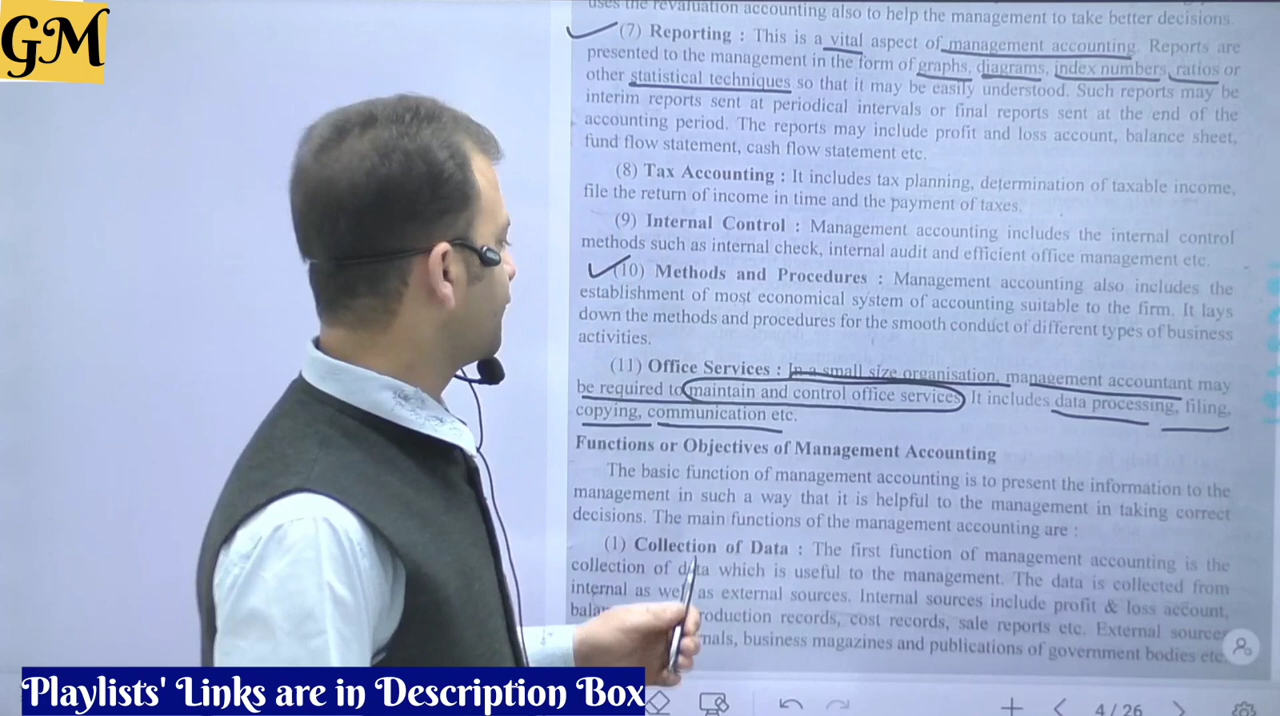 GM
uses the revaluation accounting also to help the management to take better decisions.
(7) Reporting : This is a vital aspect of management accounting. Reports are
presented to the management in the form of graphs, diagrams, index numbers, ratios or
other statistical techniques so that it may be easily understood. Such reports may be
interim reports sent at periodical intervals or final reports sent at the end of the
accounting period. The reports may include profit and loss account, balance sheet,
fund flow statement, cash flow statement etc.
(8) Tax Accounting : It includes tax planning, determination of taxable income,
file the return of income in time and the payment of taxes.
(9) Internal Control : Management accounting includes the internal control
methods such as internal check, internal audit and efficient office management etc.
(10) Methods and Procedures : Management accounting also includes the
establishment of most economical system of accounting suitable to the firm. It lays
down the methods and procedures for the smooth conduct of different types of business
activities.
(11) Office Services : In a small size organisation, management accountant may
be required to maintain and control office services. It includes data processing, filing,
copying, communication etc.
Functions or Objectives of Management Accounting
The basic function of management accounting is to present the information to the
management in such a way that it is helpful to the management in taking correct
decisions. The main functions of the management accounting are :
(1) Collection of Data : The first function of management accounting is the
collection of data which is useful to the management. The data is collected from
internal as well as external sources. Internal sources include profit & loss account,
production records, cost records, sale reports etc. External sources
business magazines and publications of government bodies etc.
4/26
Playlists' Links are in Description Box